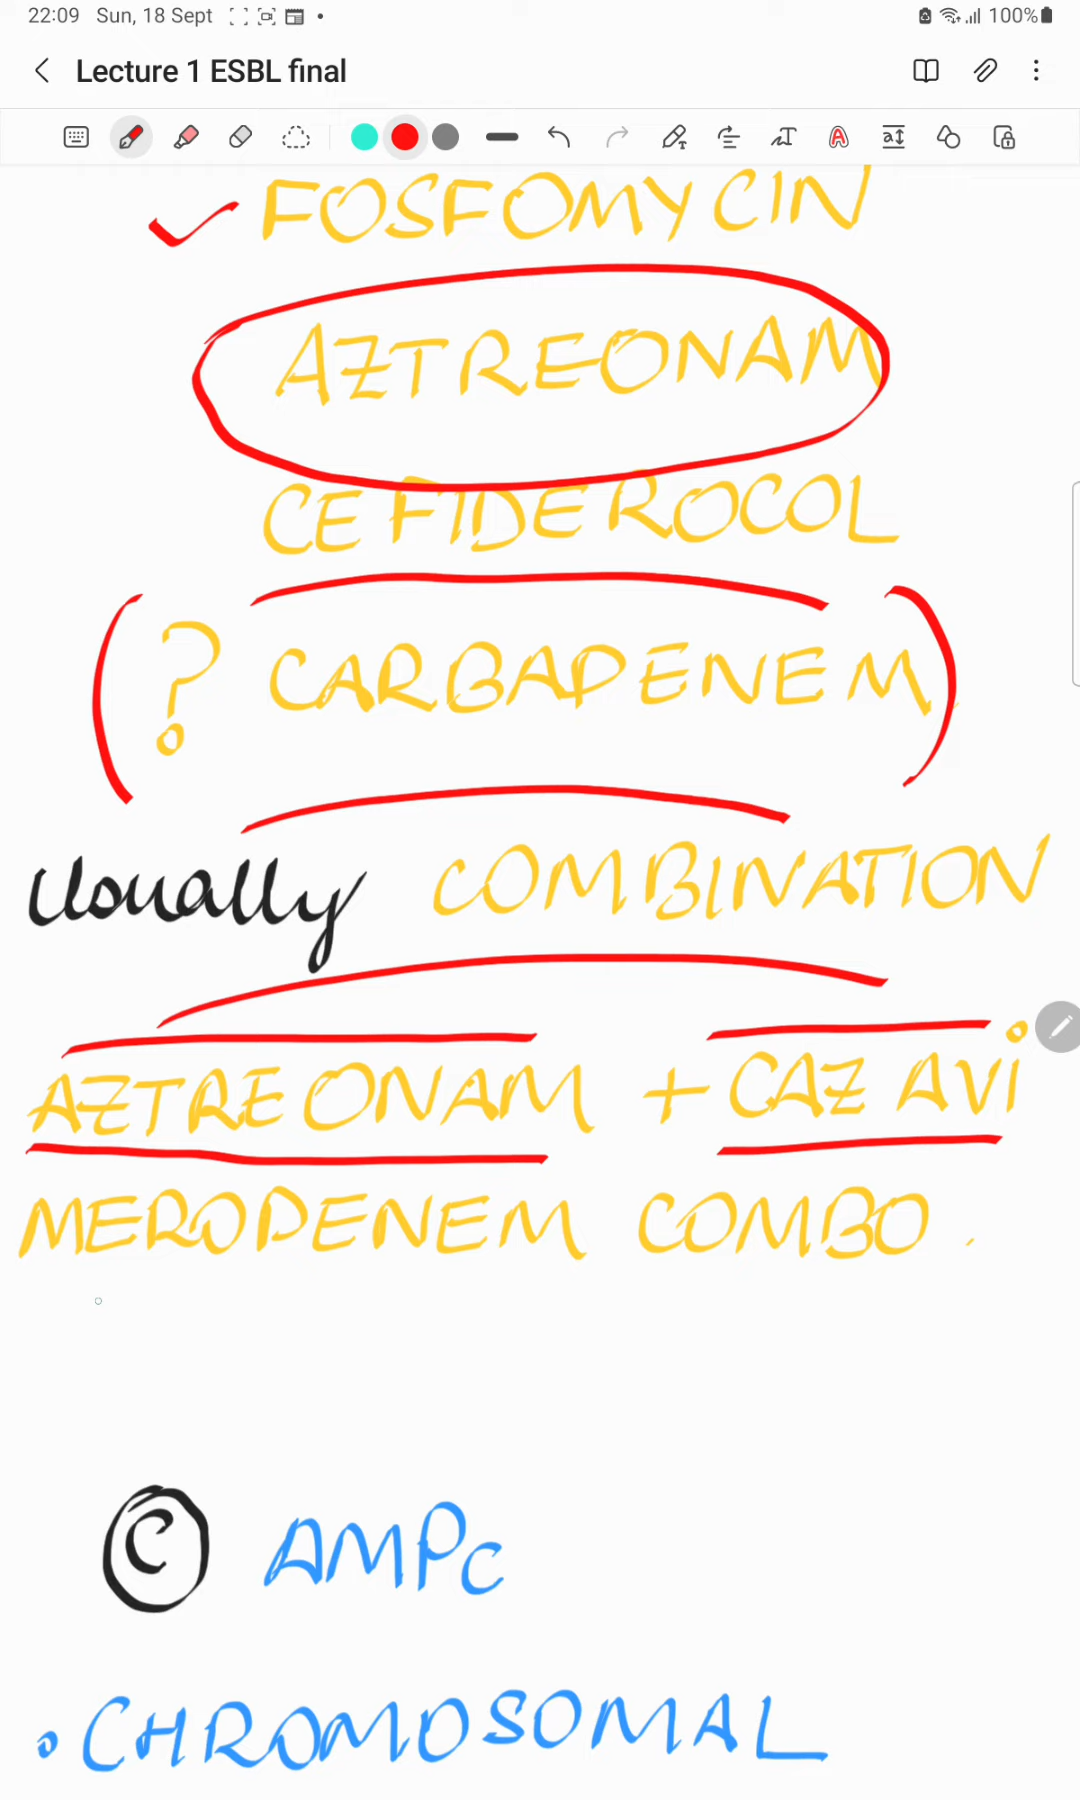 22:09 Sun, 18 Sept 100%
Lecture 1 ESBL final
FOSFOMYCIN
AZTREONAM
CEFIDEROCOL
? CARBAPENEM
Usually COMBINATION
AZTREONAM + CAZ AVI
MEROPENEM COMBO.
C AMPC
• CHROMOSOMAL